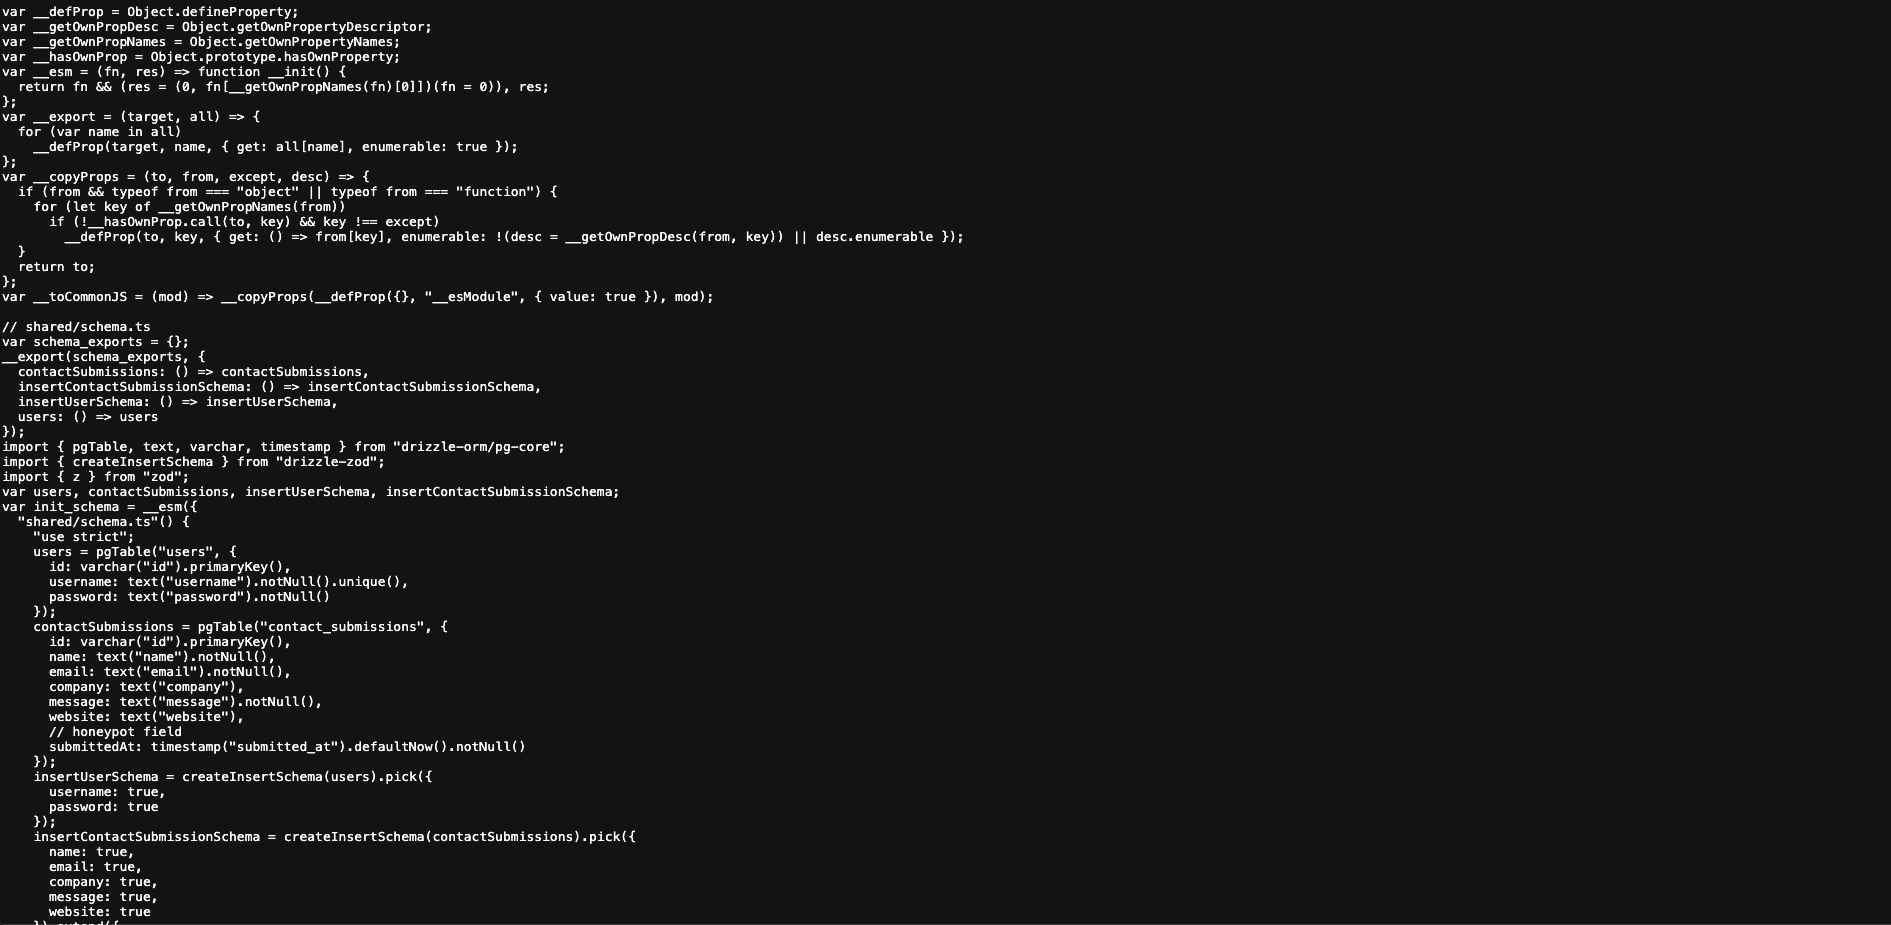 var __defProp = Object.defineProperty;
var __getOwnPropDesc = Object.getOwnPropertyDescriptor;
var __getOwnPropNames = Object.getOwnPropertyNames;
var __hasOwnProp = Object.prototype.hasOwnProperty;
var __esm = (fn, res) => function __init() {
  return fn && (res = (0, fn[__getOwnPropNames(fn)[0]])(fn = 0)), res;
};
var __export = (target, all) => {
  for (var name in all)
    __defProp(target, name, { get: all[name], enumerable: true });
};
var __copyProps = (to, from, except, desc) => {
  if (from && typeof from === "object" || typeof from === "function") {
    for (let key of __getOwnPropNames(from))
      if (!__hasOwnProp.call(to, key) && key !== except)
        __defProp(to, key, { get: () => from[key], enumerable: !(desc = __getOwnPropDesc(from, key)) || desc.enumerable });
  }
  return to;
};
var __toCommonJS = (mod) => __copyProps(__defProp({}, "__esModule", { value: true }), mod);

// shared/schema.ts
var schema_exports = {};
__export(schema_exports, {
  contactSubmissions: () => contactSubmissions,
  insertContactSubmissionSchema: () => insertContactSubmissionSchema,
  insertUserSchema: () => insertUserSchema,
  users: () => users
});
import { pgTable, text, varchar, timestamp } from "drizzle-orm/pg-core";
import { createInsertSchema } from "drizzle-zod";
import { z } from "zod";
var users, contactSubmissions, insertUserSchema, insertContactSubmissionSchema;
var init_schema = __esm({
  "shared/schema.ts"() {
    "use strict";
    users = pgTable("users", {
      id: varchar("id").primaryKey(),
      username: text("username").notNull().unique(),
      password: text("password").notNull()
    });
    contactSubmissions = pgTable("contact_submissions", {
      id: varchar("id").primaryKey(),
      name: text("name").notNull(),
      email: text("email").notNull(),
      company: text("company"),
      message: text("message").notNull(),
      website: text("website"),
      // honeypot field
      submittedAt: timestamp("submitted_at").defaultNow().notNull()
    });
    insertUserSchema = createInsertSchema(users).pick({
      username: true,
      password: true
    });
    insertContactSubmissionSchema = createInsertSchema(contactSubmissions).pick({
      name: true,
      email: true,
      company: true,
      message: true,
      website: true